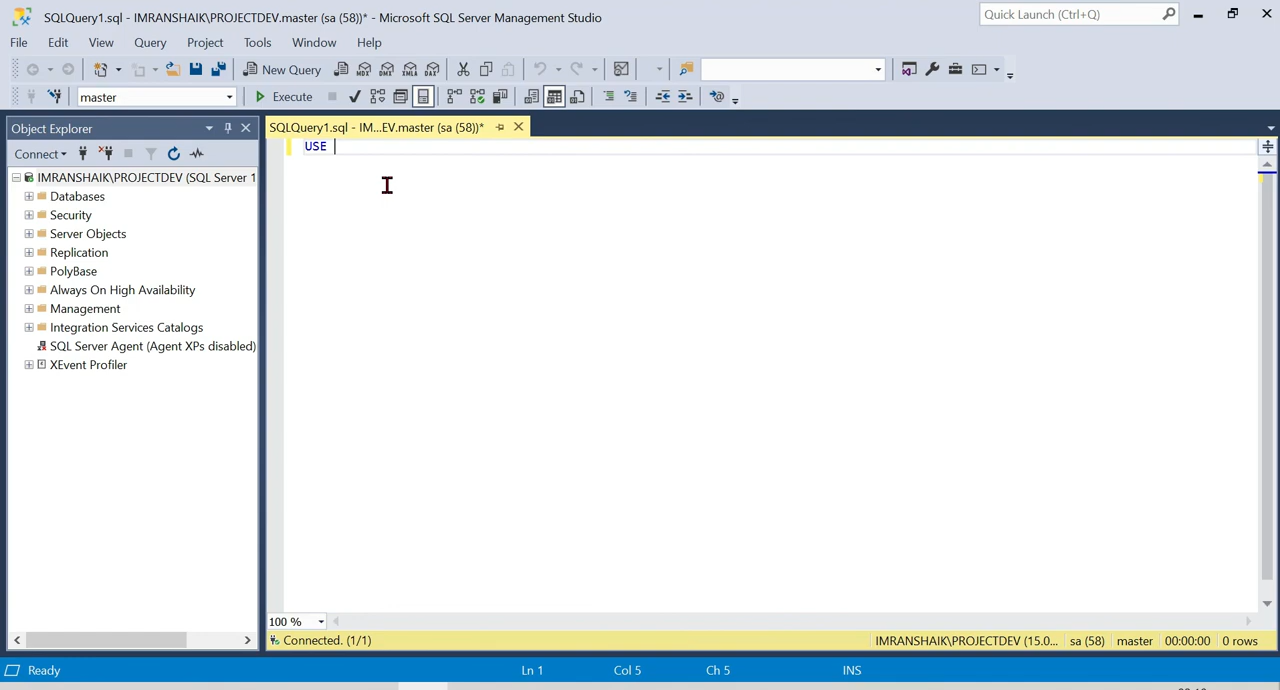 SQLQuery1.sql - IMRANSHAIK\PROJECTDEV.master (sa (58))* - Microsoft SQL Server Management Studio
Quick Launch (Ctrl+Q)
File Edit View Query Project Tools Window Help
New Query MDX DMX XMLA DAX
master Execute
Object Explorer
SQLQuery1.sql - IM...EV.master (sa (58))*
Connect
USE
IMRANSHAIK\PROJECTDEV (SQL Server 1
Databases
Security
Server Objects
Replication
PolyBase
Always On High Availability
Management
Integration Services Catalogs
SQL Server Agent (Agent XPs disabled)
XEvent Profiler
100 %
Connected. (1/1) IMRANSHAIK\PROJECTDEV (15.0... sa (58) master 00:00:00 0 rows
Ready Ln 1 Col 5 Ch 5 INS